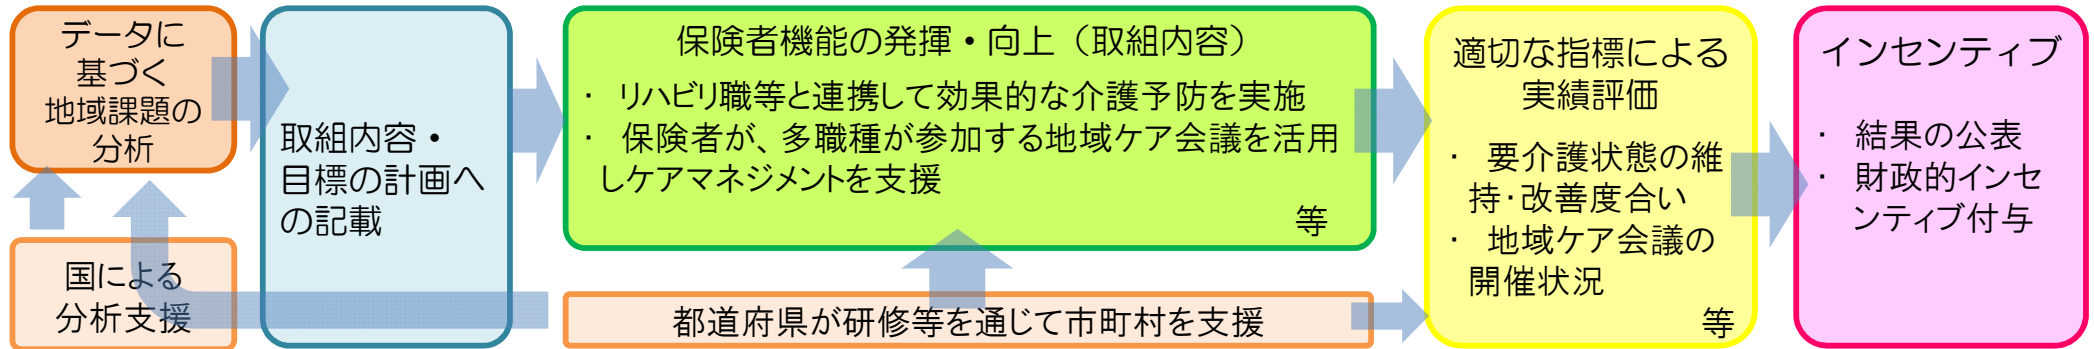 データに
基づく
地域課題の
分析
国による
分析支援
取組内容・
目標の計画へ
の記載
保険者機能の発揮・向上（取組内容）
・ リハビリ職等と連携して効果的な介護予防を実施
・ 保険者が、多職種が参加する地域ケア会議を活用
しケアマネジメントを支援
等
都道府県が研修等を通じて市町村を支援
適切な指標による
実績評価
・ 要介護状態の維
持・改善度合い
・ 地域ケア会議の
開催状況
等
インセンティブ
・ 結果の公表
・ 財政的インセ
ンティブ付与